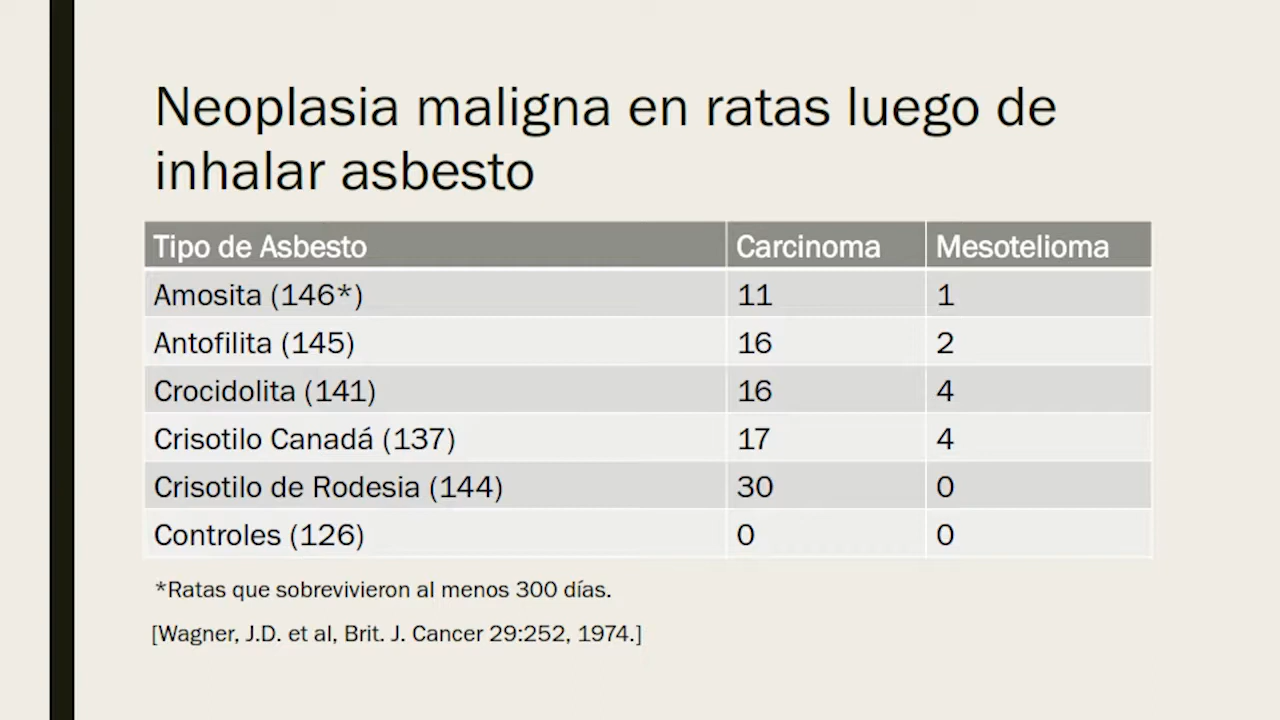 Neoplasia maligna en ratas luego de
inhalar asbesto
Tipo de Asbesto Carcinoma Mesotelioma
Amosita (146*) 11 1
Antofilita (145) 16 2
Crocidolita (141) 16 4
Crisotilo Canadá (137) 17 4
Crisotilo de Rodesia (144) 30 0
Controles (126) 0 0
*Ratas que sobrevivieron al menos 300 días.
[Wagner, J.D. et al, Brit. J. Cancer 29:252, 1974.]